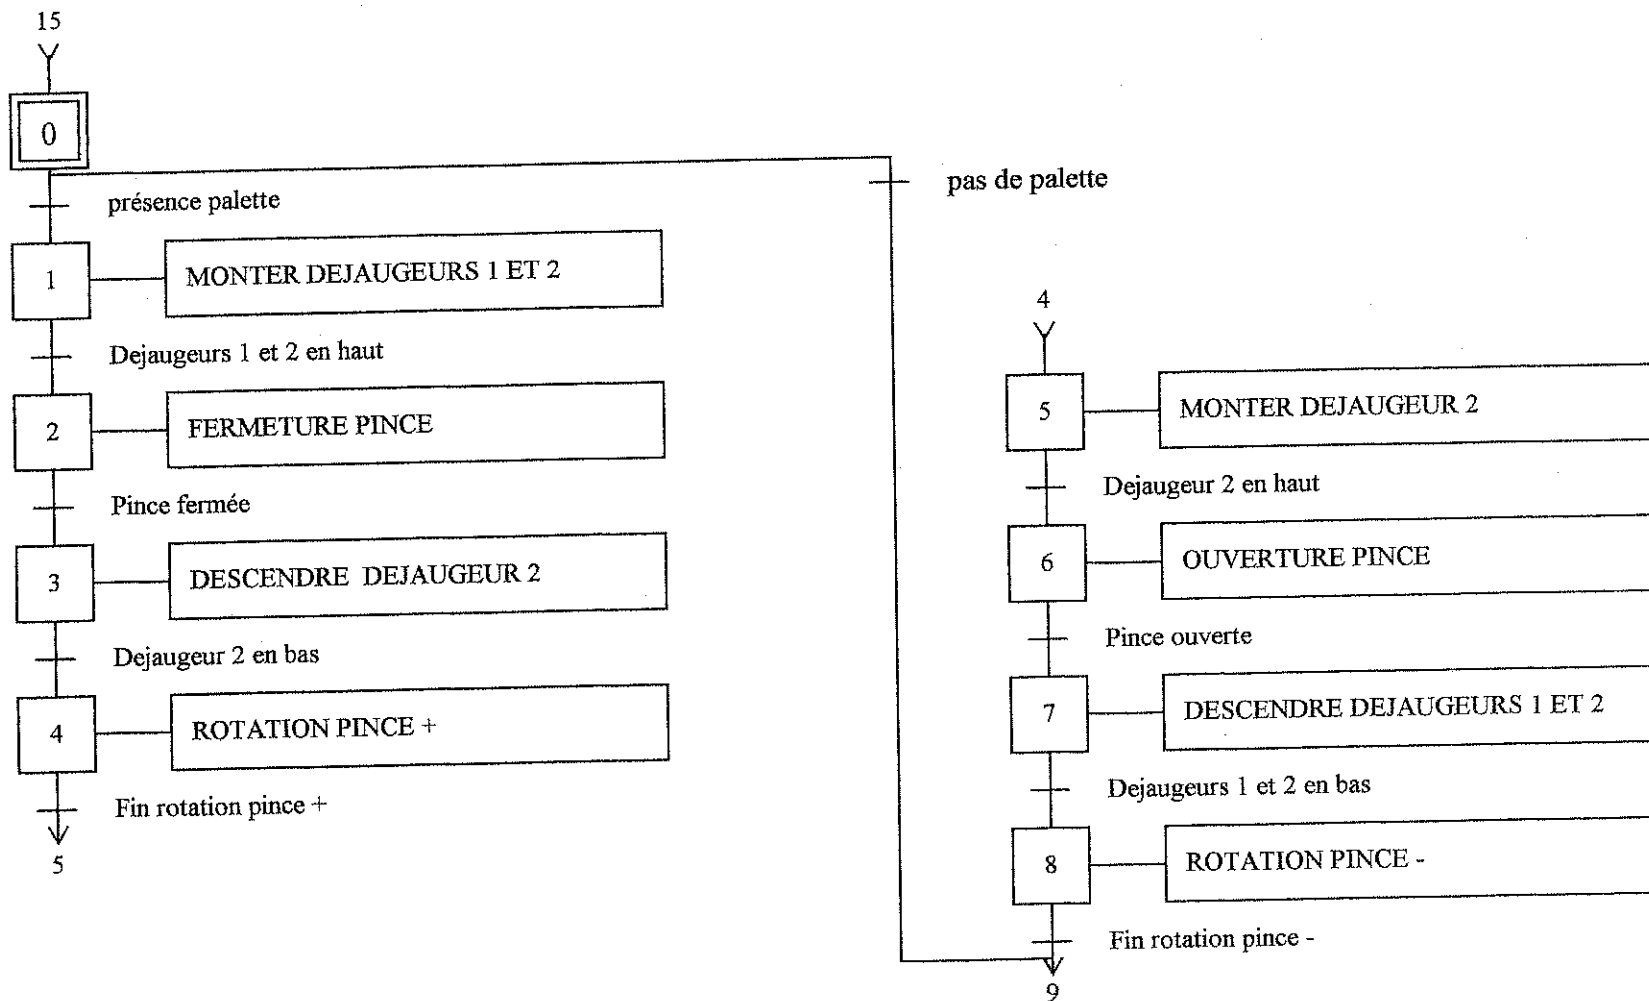 15
0
présence palette
pas de palette
1
MONTER DEJAUGEURS 1 ET 2
Dejaugeurs 1 et 2 en haut
2
FERMETURE PINCE
Pince fermée
3
DESCENDRE DEJAUGEUR 2
Dejaugeur 2 en bas
4
ROTATION PINCE +
Fin rotation pince +
5
4
5
MONTER DEJAUGEUR 2
Dejaugeur 2 en haut
6
OUVERTURE PINCE
Pince ouverte
7
DESCENDRE DEJAUGEURS 1 ET 2
Dejaugeurs 1 et 2 en bas
8
ROTATION PINCE -
Fin rotation pince -
9